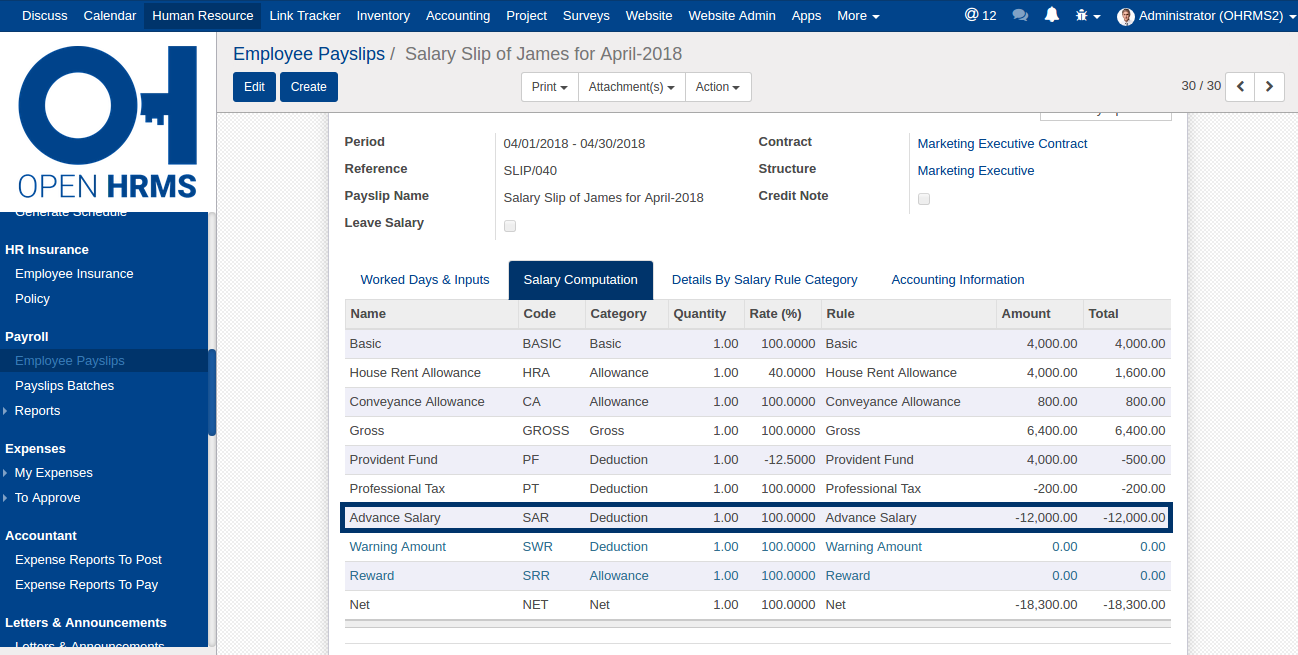 Discuss Calendar Human Resource Link Tracker Inventory Accounting Project Surveys Website Website Admin Apps More @ 12 Administrator (OHRMS2)
OPEN HRMS
Generate Schedule
HR Insurance
Employee Insurance
Policy
Payroll
Employee Payslips
Payslips Batches
Reports
Expenses
My Expenses
To Approve
Accountant
Expense Reports To Post
Expense Reports To Pay
Letters & Announcements
Letters & Announcements
Employee Payslips / Salary Slip of James for April-2018
Edit Create Print Attachment(s) Action 30 / 30
Period 04/01/2018 - 04/30/2018 Contract Marketing Executive Contract
Reference SLIP/040 Structure Marketing Executive
Payslip Name Salary Slip of James for April-2018 Credit Note
Leave Salary
Worked Days & Inputs Salary Computation Details By Salary Rule Category Accounting Information
Name Code Category Quantity Rate (%) Rule Amount Total
Basic BASIC Basic 1.00 100.0000 Basic 4,000.00 4,000.00
House Rent Allowance HRA Allowance 1.00 40.0000 House Rent Allowance 4,000.00 1,600.00
Conveyance Allowance CA Allowance 1.00 100.0000 Conveyance Allowance 800.00 800.00
Gross GROSS Gross 1.00 100.0000 Gross 6,400.00 6,400.00
Provident Fund PF Deduction 1.00 -12.5000 Provident Fund 4,000.00 -500.00
Professional Tax PT Deduction 1.00 100.0000 Professional Tax -200.00 -200.00
Advance Salary SAR Deduction 1.00 100.0000 Advance Salary -12,000.00 -12,000.00
Warning Amount SWR Deduction 1.00 100.0000 Warning Amount 0.00 0.00
Reward SRR Allowance 1.00 100.0000 Reward 0.00 0.00
Net NET Net 1.00 100.0000 Net -18,300.00 -18,300.00